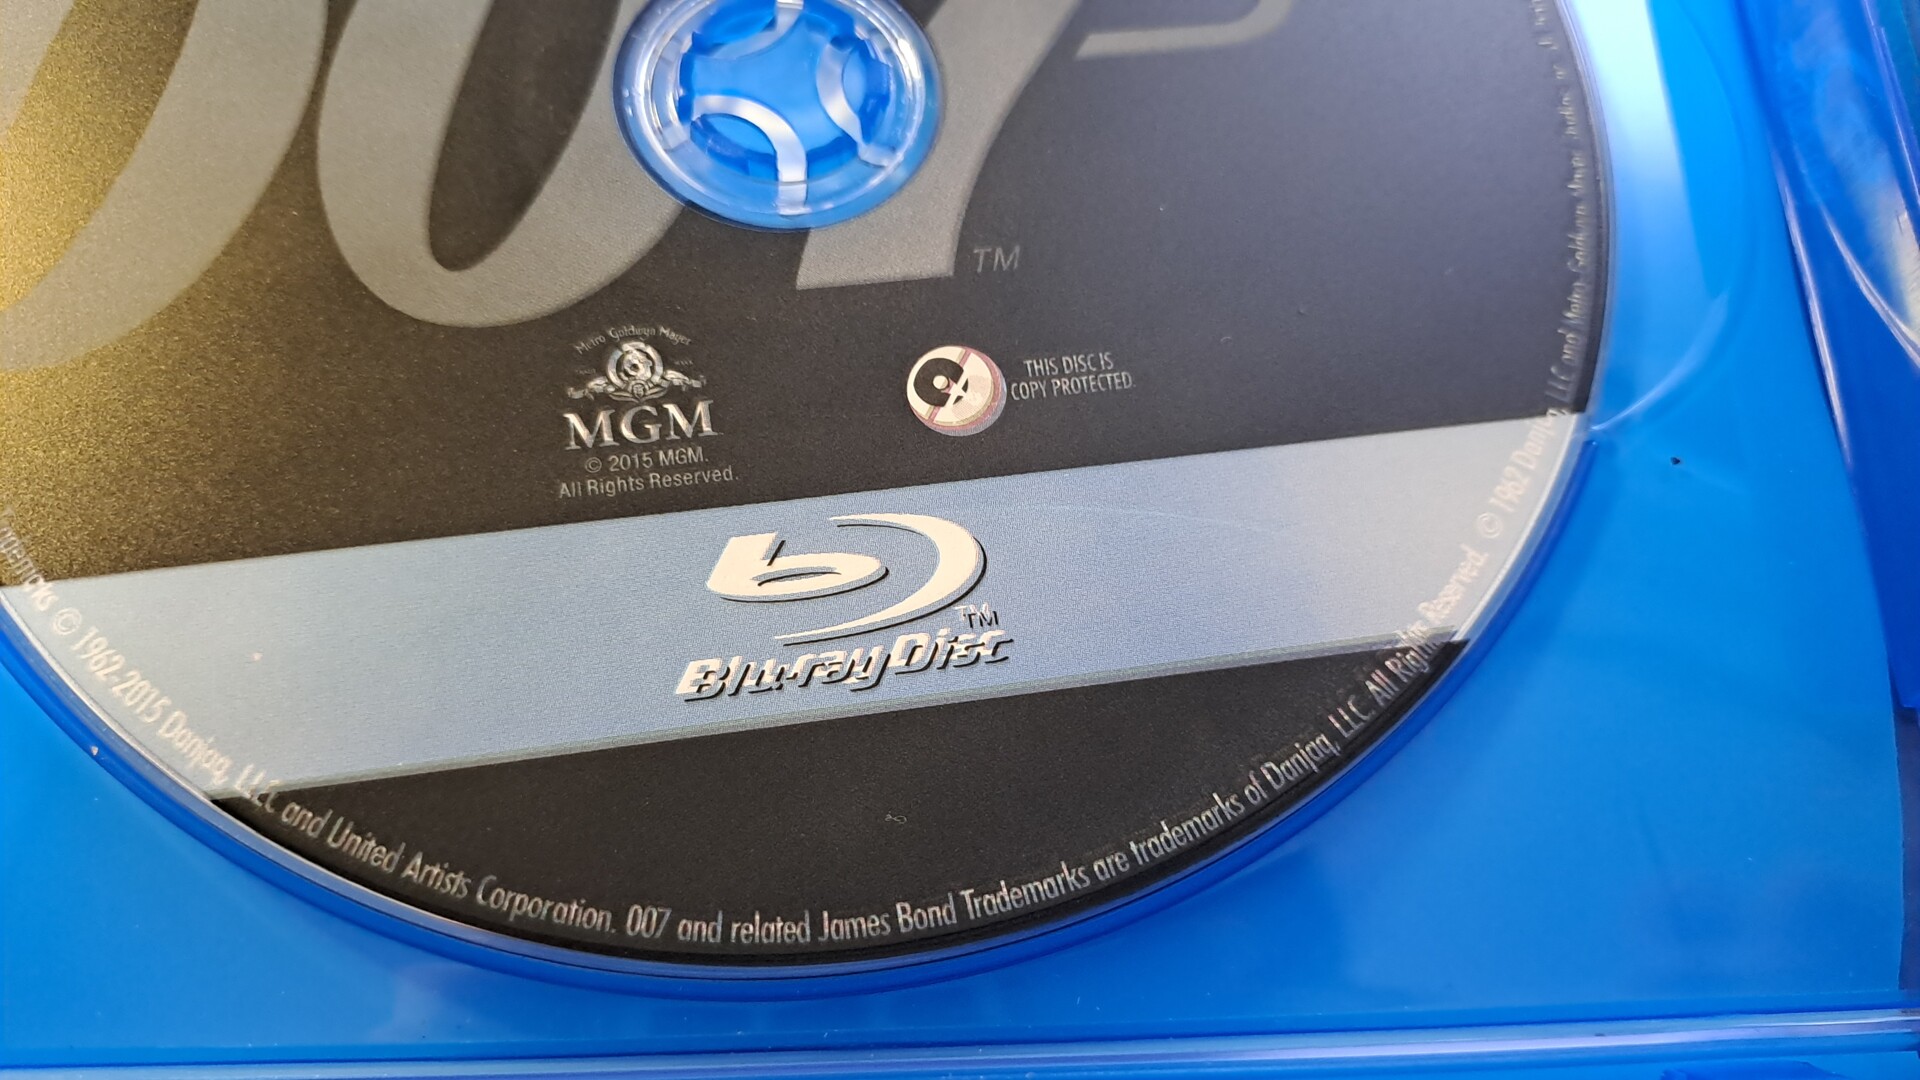 007
TM
Metro Goldwyn Mayer
MGM
© 2015 MGM.
All Rights Reserved.
THIS DISC IS
COPY PROTECTED.
b
TM
Blu-ray Disc
© 1962-2015 Danjaq, LLC and United Artists Corporation. 007 and related James Bond Trademarks are trademarks of Danjaq, LLC. All Rights Reserved. © 1962 Danjaq, LLC and Metro-Goldwyn-Mayer Studios